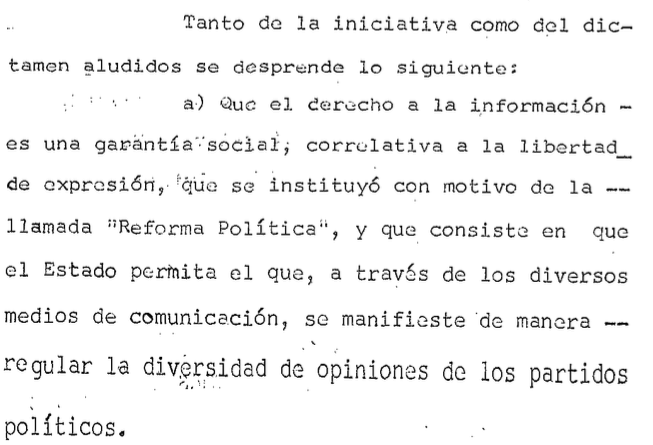 Tanto de la iniciativa como del dic-
tamen aludidos se desprende lo siguiente:
a) Que el derecho a la información -
es una garantía social, correlativa a la libertad_
de expresión, que se instituyó con motivo de la --
llamada "Reforma Política", y que consiste en que
el Estado permita el que, a través de los diversos
medios de comunicación, se manifieste de manera --
regular la diversidad de opiniones de los partidos
políticos.